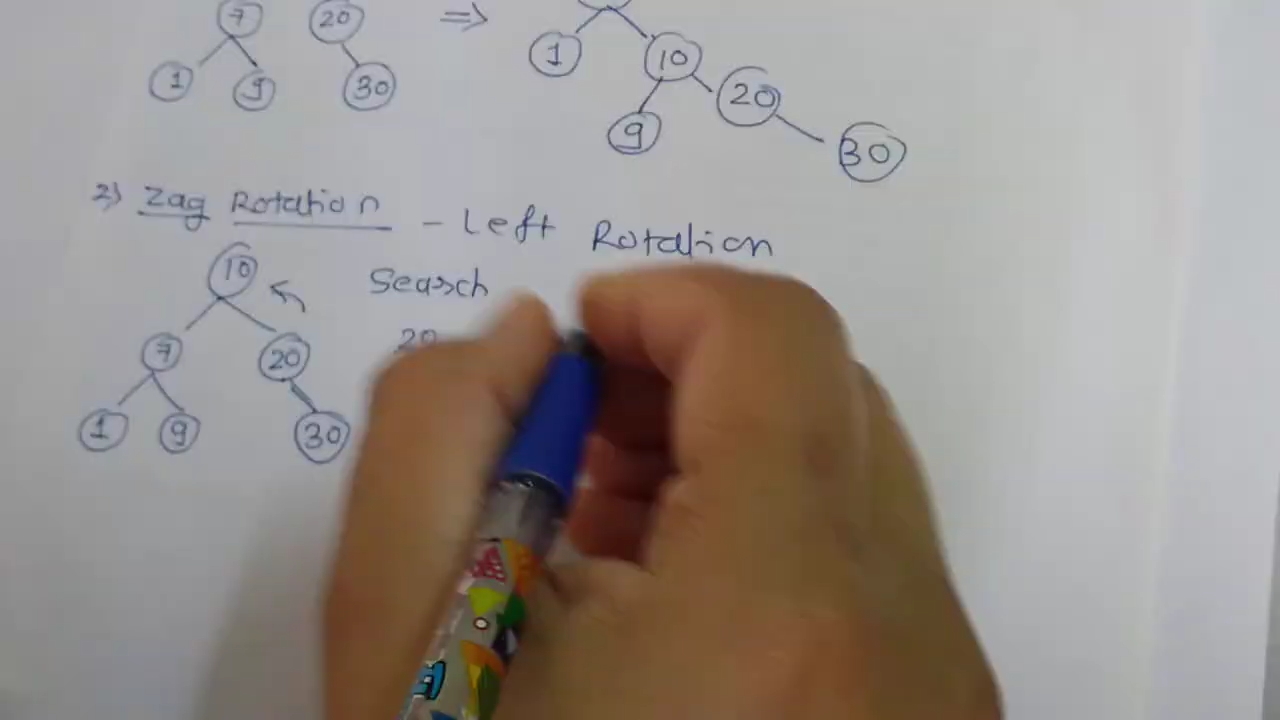 7 20 ⇒
1 10
1 9 30 20
9 30
2) Zag Rotation - Left Rotation
10 Search
7 20 20
1 9 30